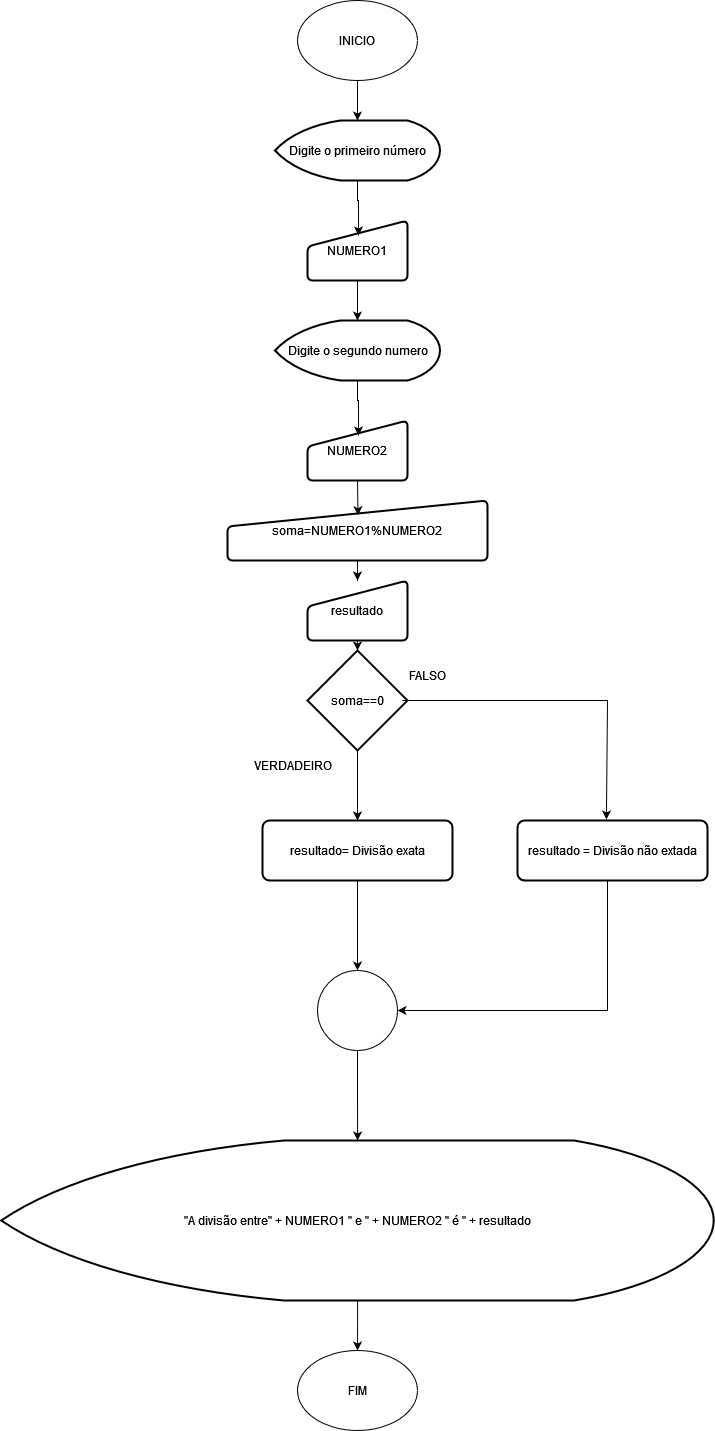 INICIO
Digite o primeiro número
NUMERO1
Digite o segundo numero
NUMERO2
soma=NUMERO1%NUMERO2
resultado
soma==0
FALSO
VERDADEIRO
resultado= Divisão exata
resultado = Divisão não extada
"A divisão entre" + NUMERO1 " e " + NUMERO2 " é " + resultado
FIM